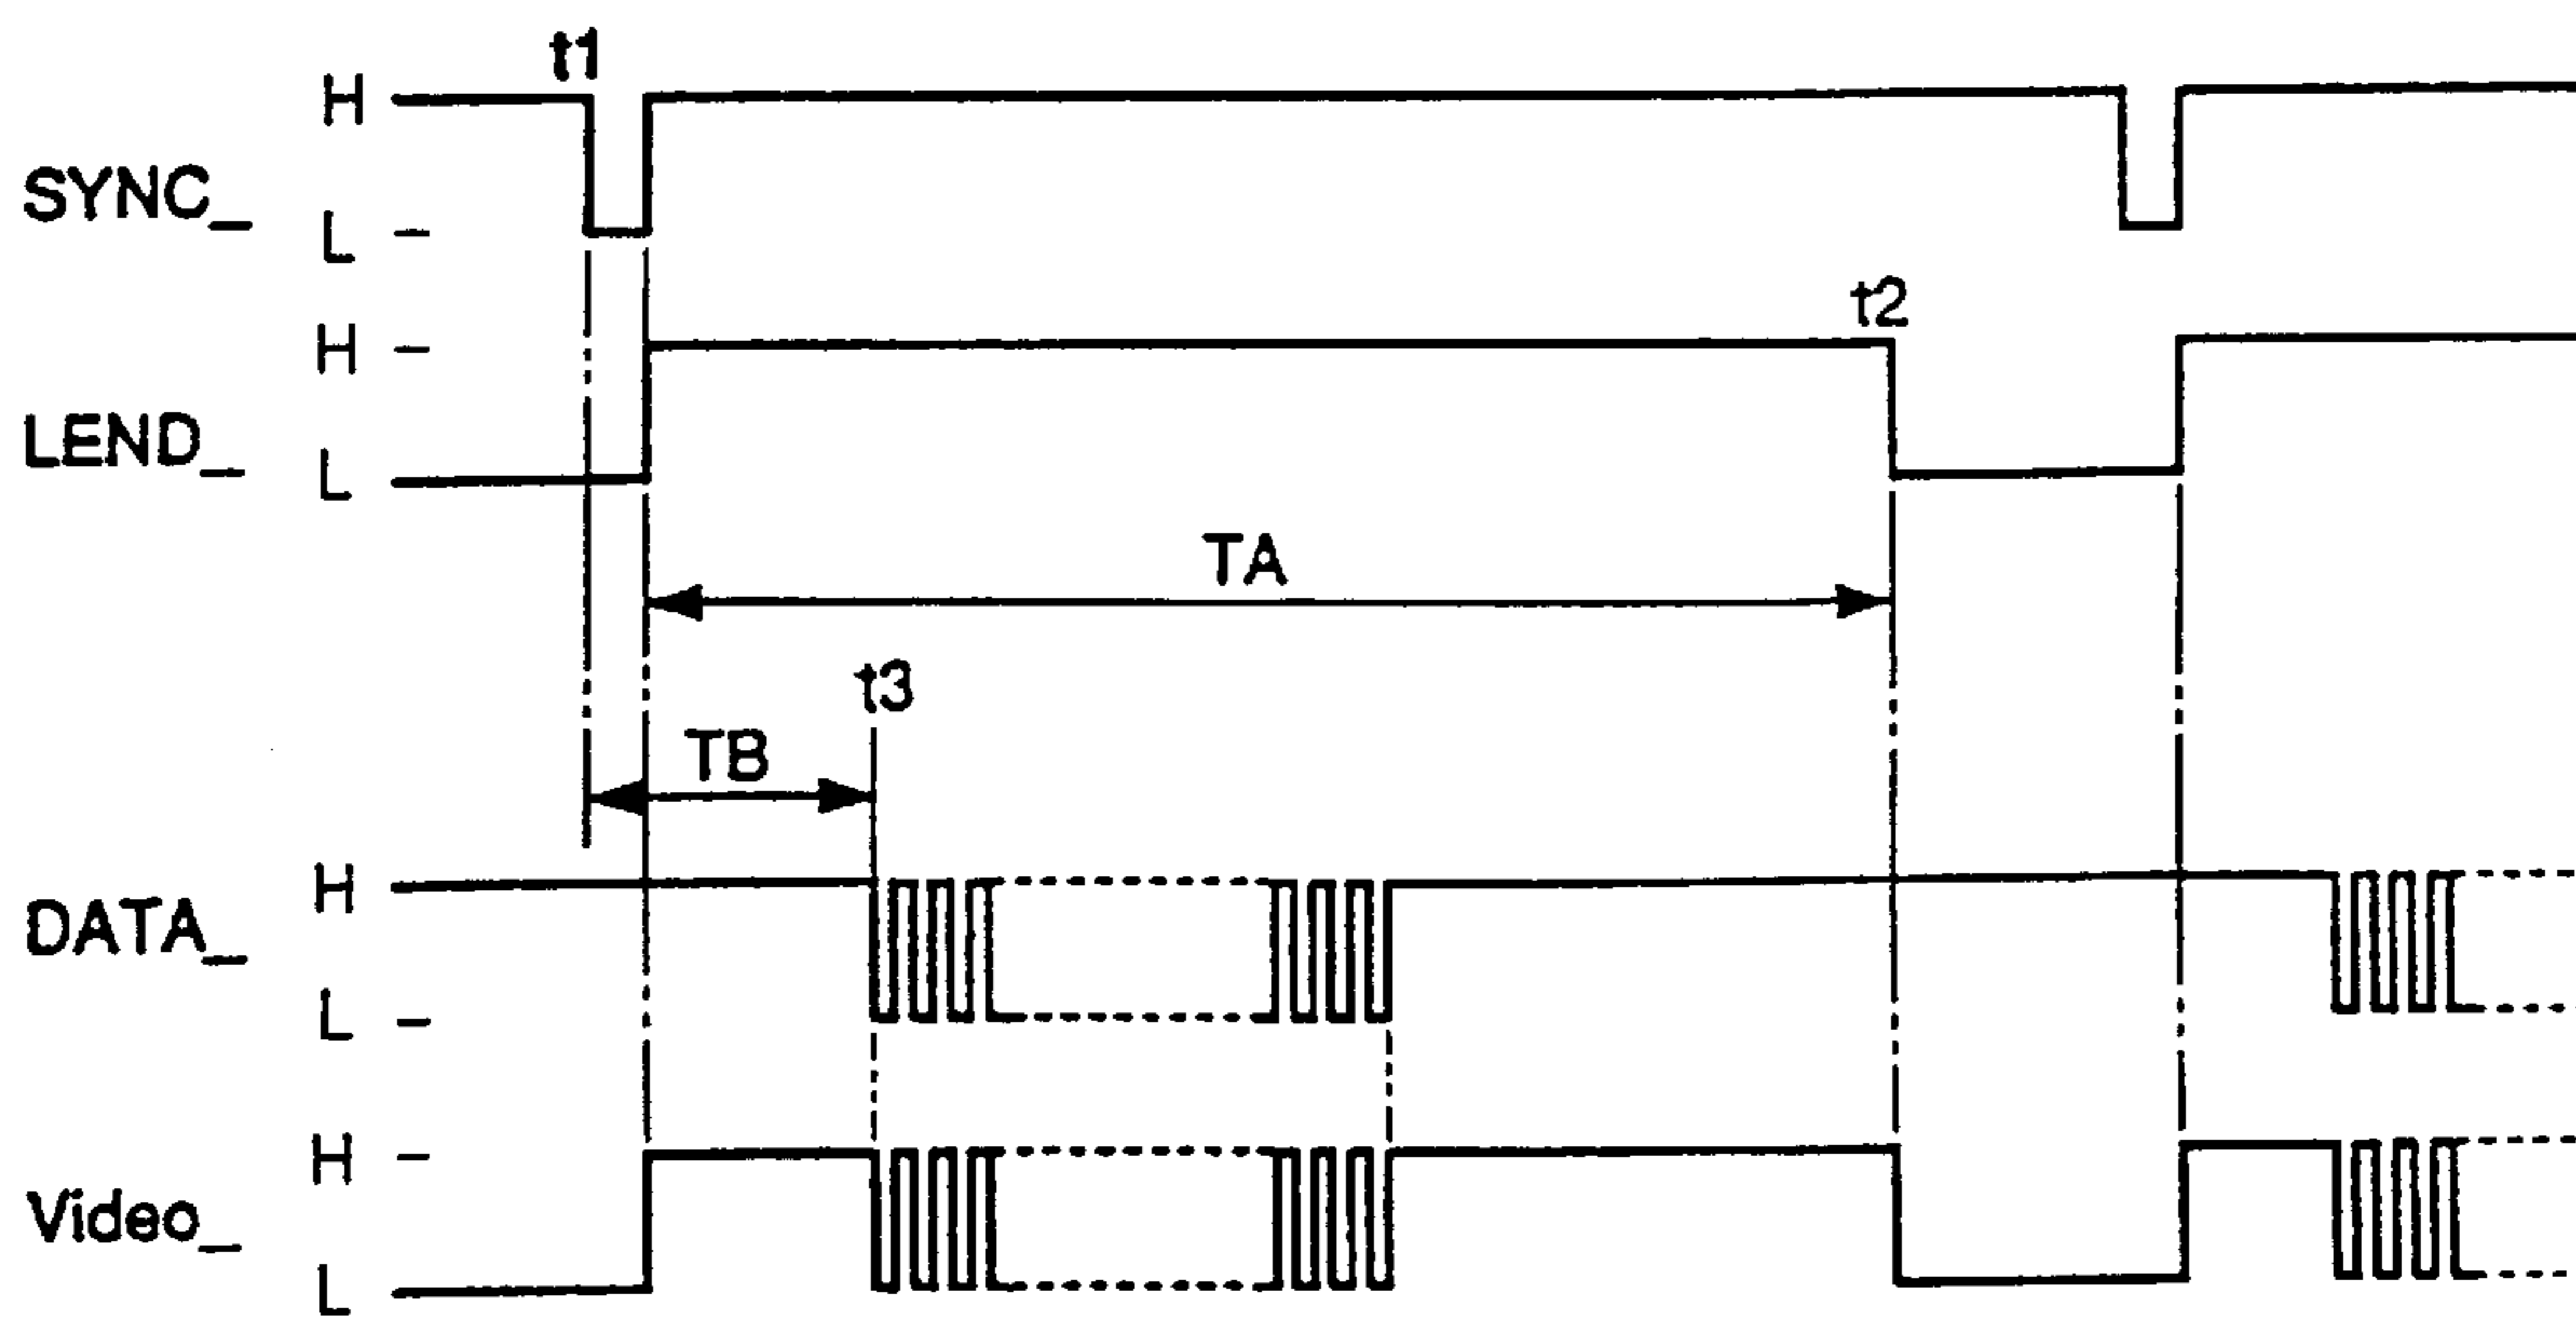 t1
H
SYNC_
L
t2
H
LEND_
L
TA
t3
TB
H
DATA_
L
H
Video_
L